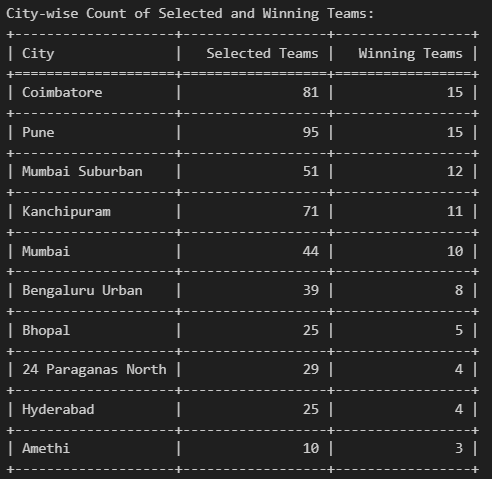 City-wise Count of Selected and Winning Teams:
+--------------------+------------------+-----------------+
| City               |   Selected Teams |   Winning Teams |
+====================+==================+=================+
| Coimbatore         |               81 |              15 |
+--------------------+------------------+-----------------+
| Pune               |               95 |              15 |
+--------------------+------------------+-----------------+
| Mumbai Suburban    |               51 |              12 |
+--------------------+------------------+-----------------+
| Kanchipuram        |               71 |              11 |
+--------------------+------------------+-----------------+
| Mumbai             |               44 |              10 |
+--------------------+------------------+-----------------+
| Bengaluru Urban    |               39 |               8 |
+--------------------+------------------+-----------------+
| Bhopal             |               25 |               5 |
+--------------------+------------------+-----------------+
| 24 Paraganas North |               29 |               4 |
+--------------------+------------------+-----------------+
| Hyderabad          |               25 |               4 |
+--------------------+------------------+-----------------+
| Amethi             |               10 |               3 |
+--------------------+------------------+-----------------+